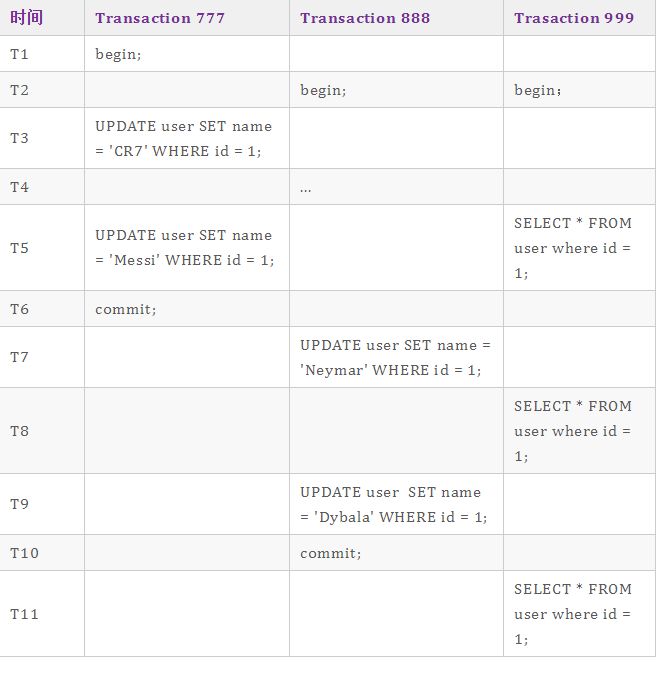 时间 Transaction 777 Transaction 888 Trasaction 999
T1 begin;
T2 begin; begin；
T3 UPDATE user SET name
= 'CR7' WHERE id = 1;
T4 ...
T5 UPDATE user SET name
= 'Messi' WHERE id = 1;
SELECT * FROM
user where id =
1;
T6 commit;
T7 UPDATE user SET name =
'Neymar' WHERE id = 1;
T8 SELECT * FROM
user where id =
1;
T9 UPDATE user  SET name
= 'Dybala' WHERE id = 1;
T10 commit;
T11 SELECT * FROM
user where id =
1;